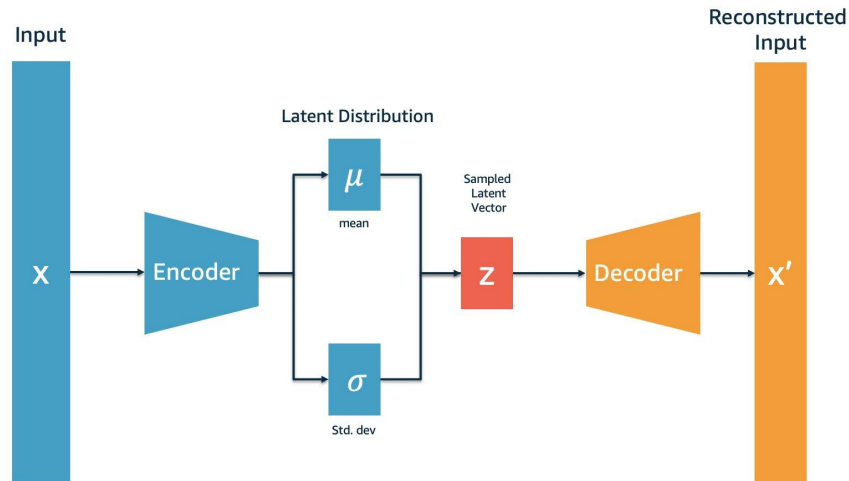 Input
Reconstructed
Input
Latent Distribution
μ
mean
Sampled
Latent
Vector
x
Encoder
z
Decoder
x′
σ
Std. dev